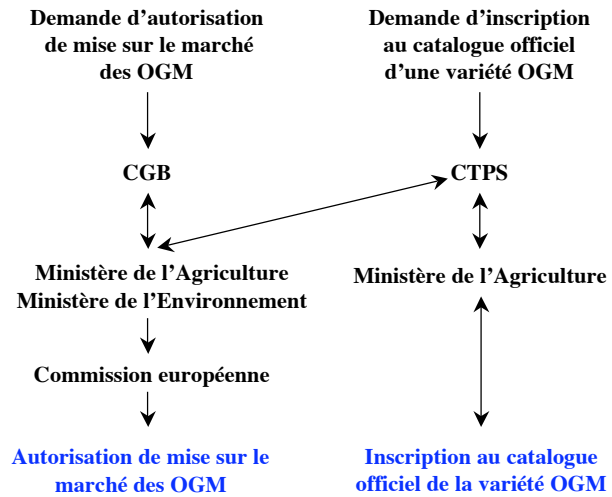 Demande d’autorisation
de mise sur le marché
des OGM
Demande d’inscription
au catalogue officiel
d’une variété OGM
CGB
CTPS
Ministère de l’Agriculture
Ministère de l’Environnement
Ministère de l’Agriculture
Commission européenne
Autorisation de mise sur le
marché des OGM
Inscription au catalogue
officiel de la variété OGM